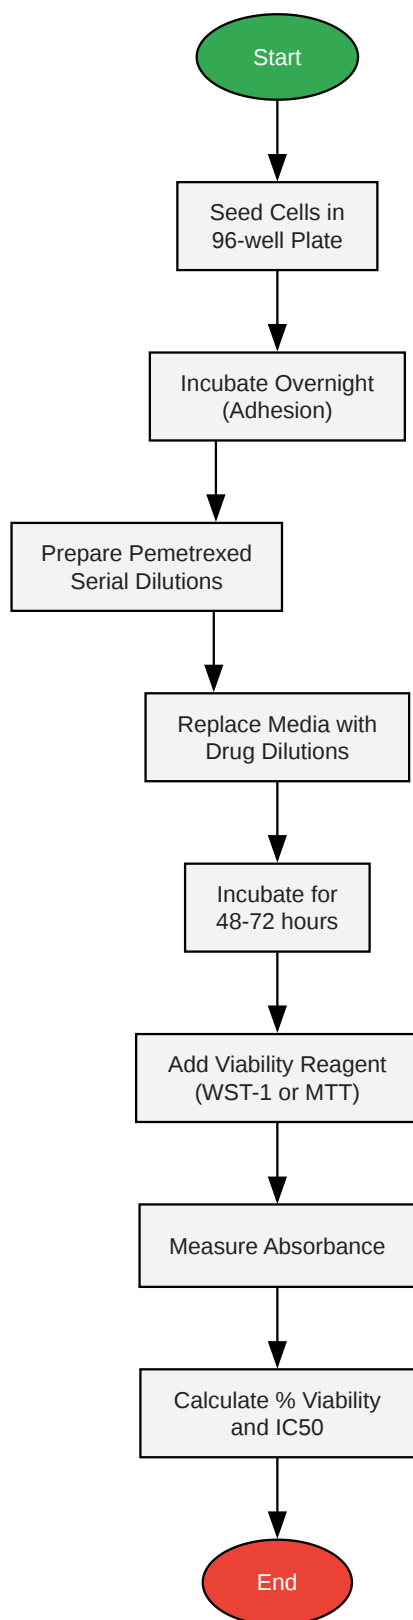 Start
Seed Cells in
96-well Plate
Incubate Overnight
(Adhesion)
Prepare Pemetrexed
Serial Dilutions
Replace Media with
Drug Dilutions
Incubate for
48-72 hours
Add Viability Reagent
(WST-1 or MTT)
Measure Absorbance
Calculate % Viability
and IC50
End